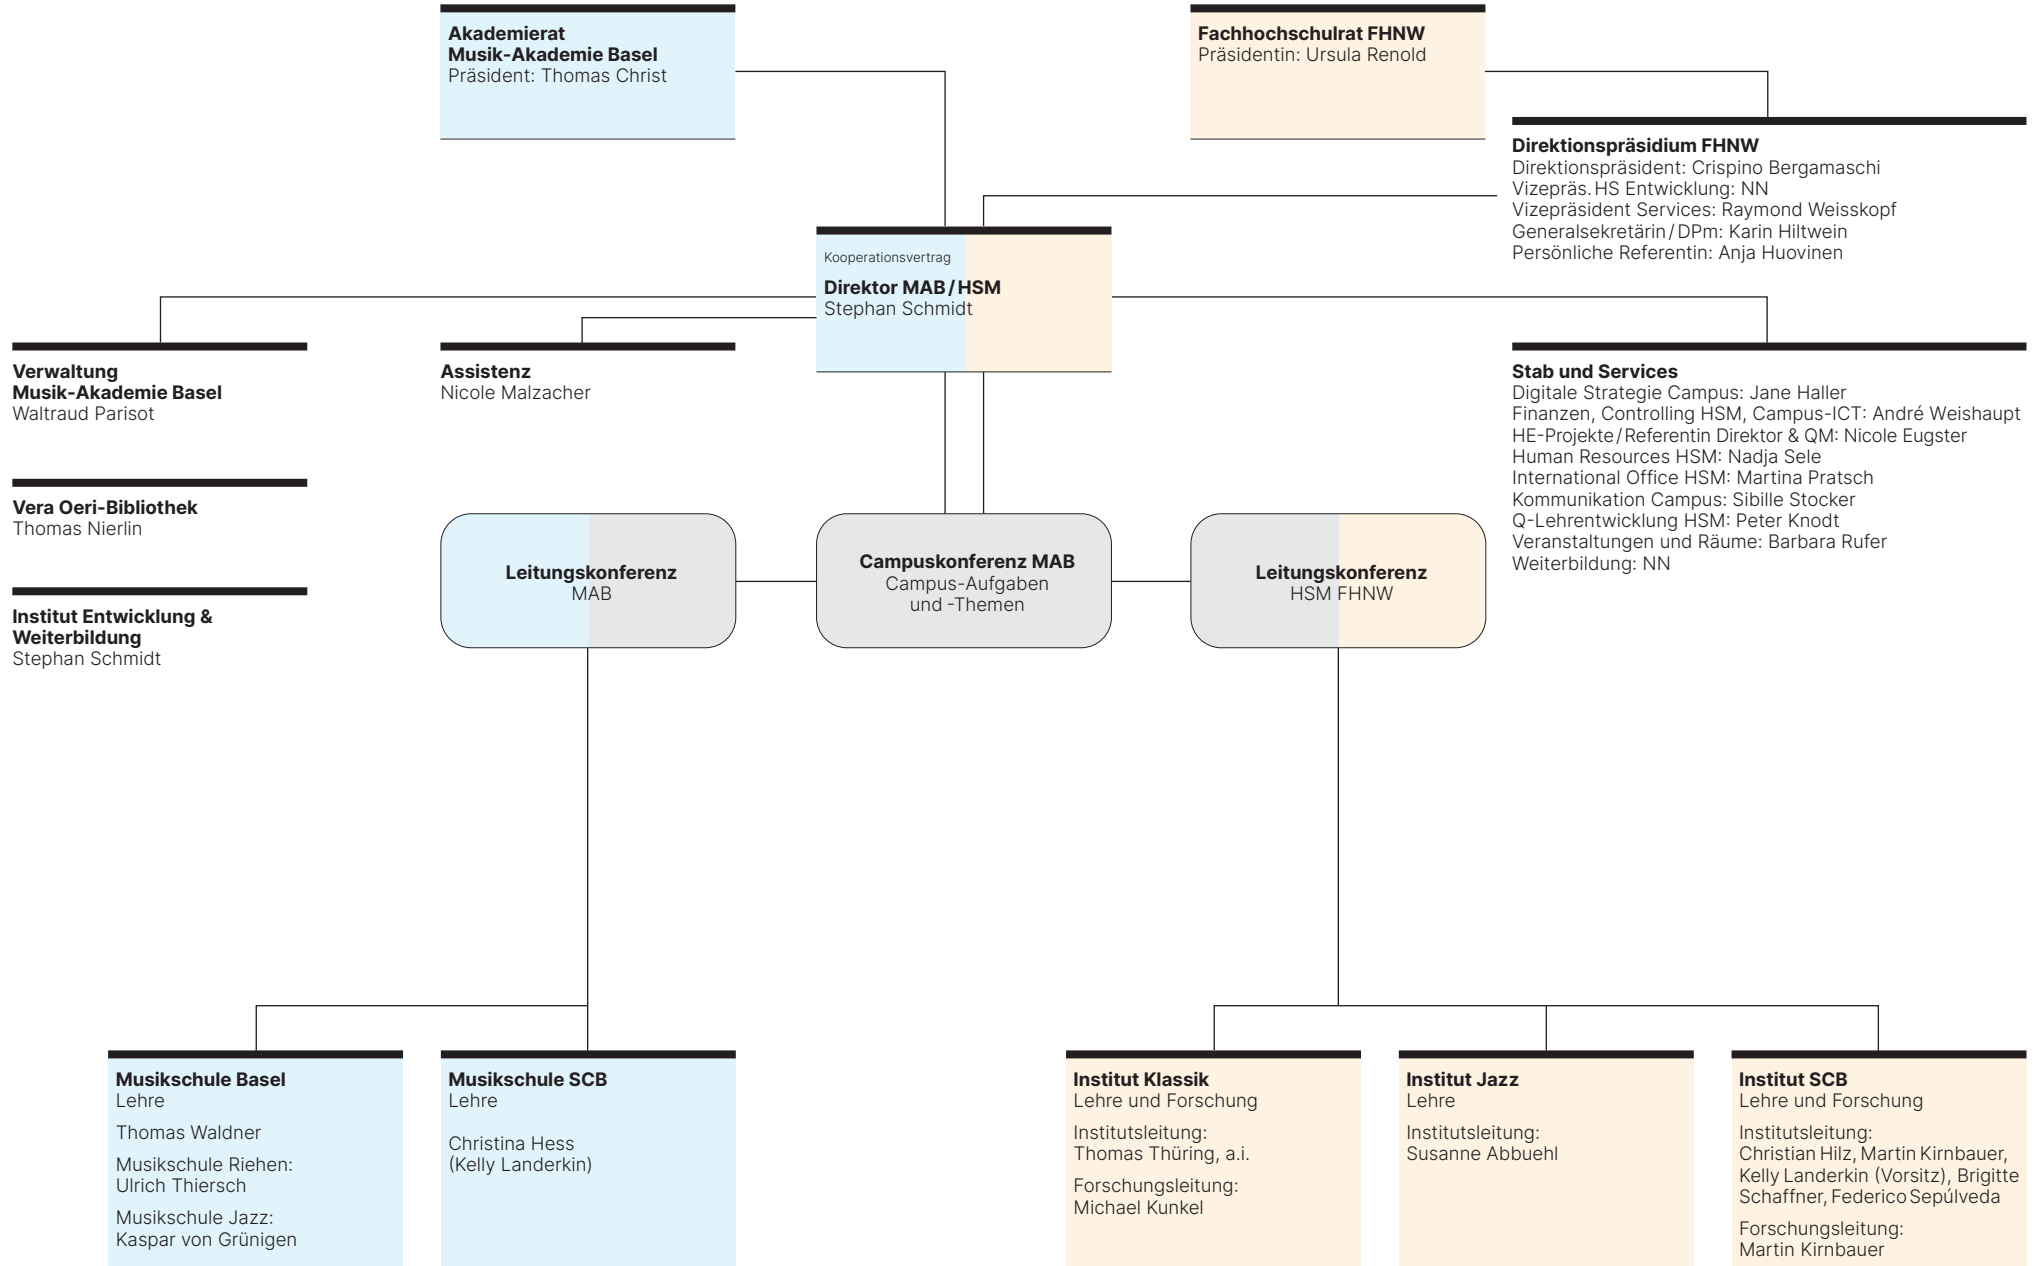 Akademierat
Musik-Akademie Basel
Präsident: Thomas Christ
Fachhochschulrat FHNW
Präsidentin: Ursula Renold
Direktionspräsidium FHNW
Direktionspräsident: Crispino Bergamaschi
Vizepräs. HS Entwicklung: NN
Vizepräsident Services: Raymond Weisskopf
Generalsekretärin/DPm: Karin Hiltwein
Persönliche Referentin: Anja Huovinen
Kooperationsvertrag
Direktor MAB/HSM
Stephan Schmidt
Verwaltung
Musik-Akademie Basel
Waltraud Parisot
Assistenz
Nicole Malzacher
Stab und Services
Digitale Strategie Campus: Jane Haller
Finanzen, Controlling HSM, Campus-ICT: André Weishaupt
HE-Projekte/Referentin Direktor & QM: Nicole Eugster
Human Resources HSM: Nadja Sele
International Office HSM: Martina Pratsch
Kommunikation Campus: Sibille Stocker
Q-Lehrentwicklung HSM: Peter Knodt
Veranstaltungen und Räume: Barbara Rufer
Weiterbildung: NN
Vera Oeri-Bibliothek
Thomas Nierlin
Institut Entwicklung &
Weiterbildung
Stephan Schmidt
Leitungskonferenz
MAB
Campuskonferenz MAB
Campus-Aufgaben
und -Themen
Leitungskonferenz
HSM FHNW
Musikschule Basel
Lehre
Thomas Waldner
Musikschule Riehen:
Ulrich Thiersch
Musikschule Jazz:
Kaspar von Grünigen
Musikschule SCB
Lehre
Christina Hess
(Kelly Landerkin)
Institut Klassik
Lehre und Forschung
Institutsleitung:
Thomas Thüring, a.i.
Forschungsleitung:
Michael Kunkel
Institut Jazz
Lehre
Institutsleitung:
Susanne Abbuehl
Institut SCB
Lehre und Forschung
Institutsleitung:
Christian Hilz, Martin Kirnbauer,
Kelly Landerkin (Vorsitz), Brigitte
Schaffner, Federico Sepúlveda
Forschungsleitung:
Martin Kirnbauer